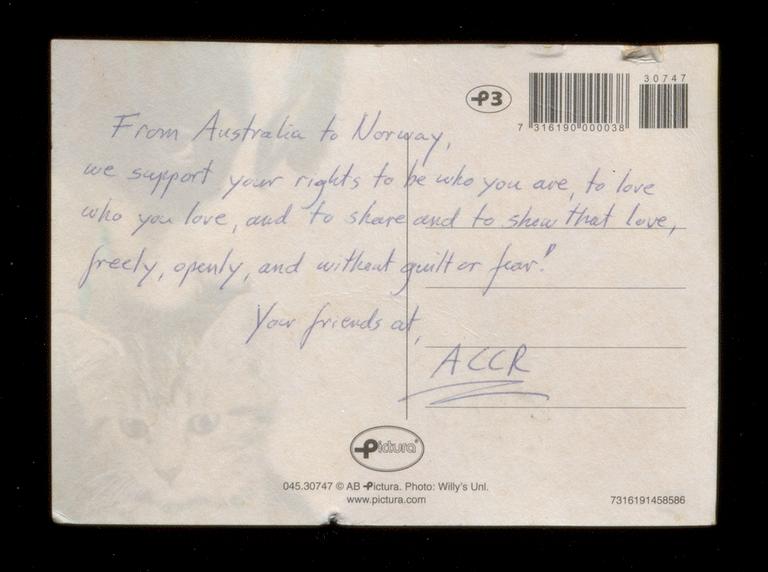 P3
30747
7 316190 000038
From Australia to Norway,
we support your rights to be who you are, to love
who you love, and to share and to show that love,
freely, openly, and without guilt or fear!
Your friends at,
ACCR
Pictura
045.30747 © AB Pictura. Photo: Willy's Unl.
www.pictura.com
7316191458586